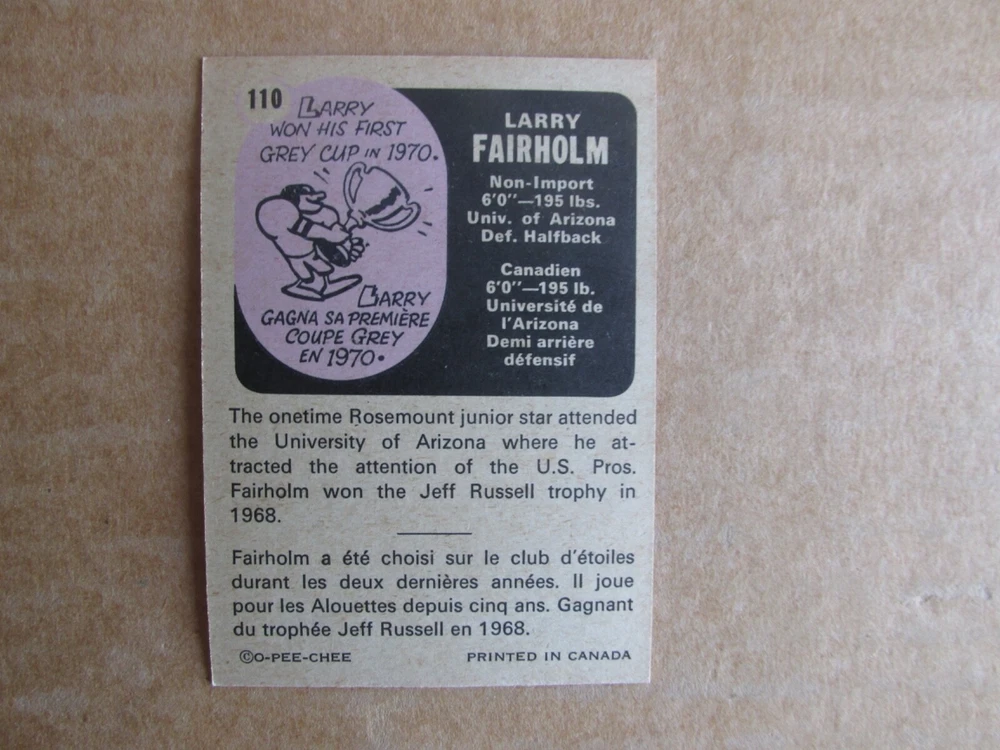 110
LARRY
WON HIS FIRST
GREY CUP IN 1970.
LARRY
GAGNA SA PREMIÈRE
COUPE GREY
EN 1970.
LARRY
FAIRHOLM
Non-Import
6'0"—195 lbs.
Univ. of Arizona
Def. Halfback
Canadien
6'0"—195 lb.
Université de
l'Arizona
Demi arrière
défensif
The onetime Rosemount junior star attended
the University of Arizona where he at-
tracted the attention of the U.S. Pros.
Fairholm won the Jeff Russell trophy in
1968.
Fairholm a été choisi sur le club d'étoiles
durant les deux dernières années. Il joue
pour les Alouettes depuis cinq ans. Gagnant
du trophée Jeff Russell en 1968.
©O-PEE-CHEE PRINTED IN CANADA